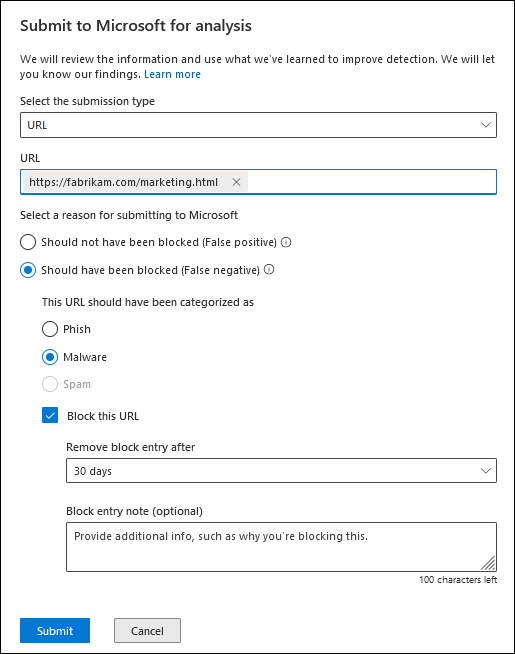 Submit to Microsoft for analysis
We will review the information and use what we've learned to improve detection. We will let
you know our findings. Learn more
Select the submission type
URL
URL
https://fabrikam.com/marketing.html
Select a reason for submitting to Microsoft
Should not have been blocked (False positive)
Should have been blocked (False negative)
This URL should have been categorized as
Phish
Malware
Spam
Block this URL
Remove block entry after
30 days
Block entry note (optional)
Provide additional info, such as why you're blocking this.
100 characters left
Submit Cancel